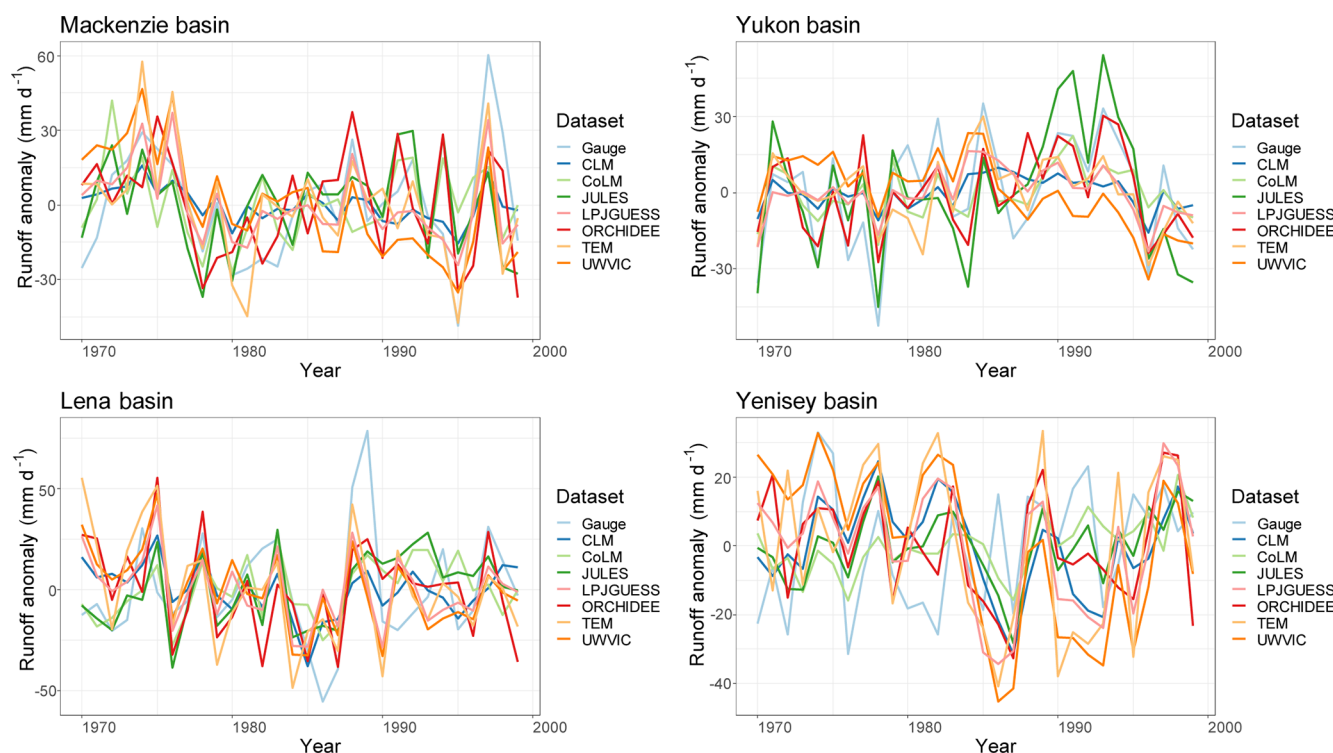 Mackenzie basin
Runoff anomaly (mm d⁻¹)
60
30
0
-30
1970
1980
1990
2000
Year
Dataset
Gauge
CLM
CoLM
JULES
LPJGUESS
ORCHIDEE
TEM
UWVIC
Yukon basin
Runoff anomaly (mm d⁻¹)
60
30
0
-30
1970
1980
1990
2000
Year
Dataset
Gauge
CLM
CoLM
JULES
LPJGUESS
ORCHIDEE
TEM
UWVIC
Lena basin
Runoff anomaly (mm d⁻¹)
50
0
-50
1970
1980
1990
2000
Year
Dataset
Gauge
CLM
CoLM
JULES
LPJGUESS
ORCHIDEE
TEM
UWVIC
Yenisey basin
Runoff anomaly (mm d⁻¹)
20
0
-20
-40
1970
1980
1990
2000
Year
Dataset
Gauge
CLM
CoLM
JULES
LPJGUESS
ORCHIDEE
TEM
UWVIC